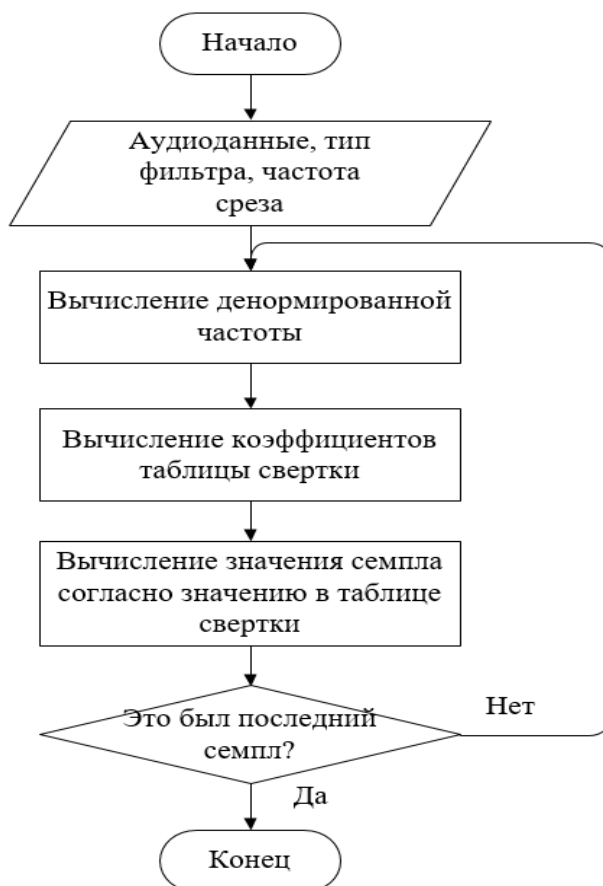 Начало
Аудиоданные, тип
фильтра, частота
среза
Вычисление денормированной
частоты
Вычисление коэффициентов
таблицы свертки
Вычисление значения семпла
согласно значению в таблице
свертки
Это был последний
семпл?
Нет
Да
Конец